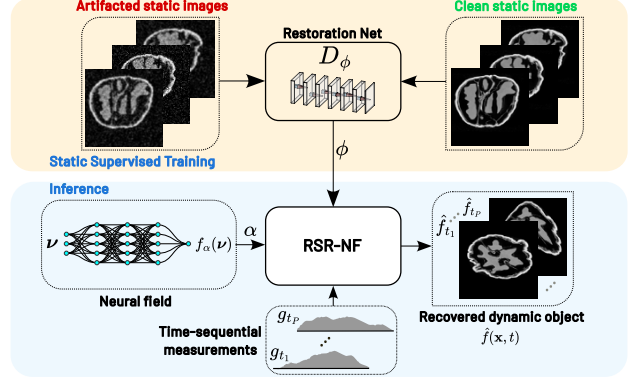 Artifacted static images
Clean static images
Restoration Net
D_ϕ
Static Supervised Training
ϕ
Inference
ν
f_α(ν)
α
Neural field
RSR-NF
f̂_{t_1}
f̂_{t_P}
Recovered dynamic object
f̂(x, t)
Time-sequential
measurements
g_{t_P}
g_{t_1}